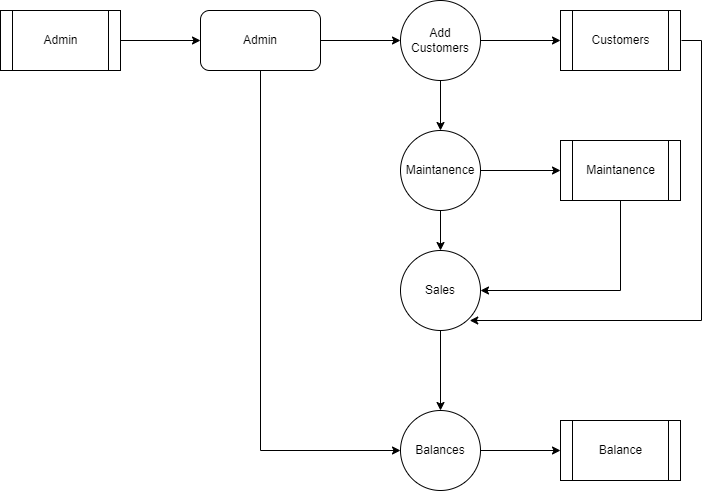 Admin
Admin
Add
Customers
Customers
Maintanence
Maintanence
Sales
Balances
Balance